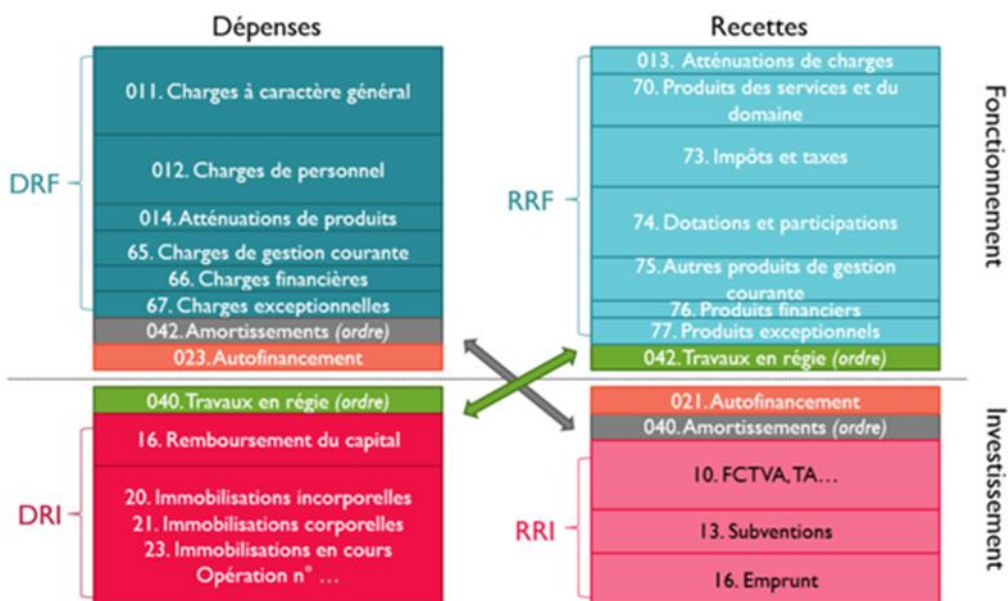 Dépenses
Recettes
DRF
011. Charges à caractère général
012. Charges de personnel
014. Atténuations de produits
65. Charges de gestion courante
66. Charges financières
67. Charges exceptionnelles
042. Amortissements (ordre)
023. Autofinancement
RRF
013. Atténuations de charges
70. Produits des services et du
domaine
73. Impôts et taxes
74. Dotations et participations
75. Autres produits de gestion
courante
76. Produits financiers
77. Produits exceptionnels
042. Travaux en régie (ordre)
Fonctionnement
DRI
040. Travaux en régie (ordre)
16. Remboursement du capital
20. Immobilisations incorporelles
21. Immobilisations corporelles
23. Immobilisations en cours
Opération n° ...
RRI
021. Autofinancement
040. Amortissements (ordre)
10. FCTVA, TA...
13. Subventions
16. Emprunt
Investissement